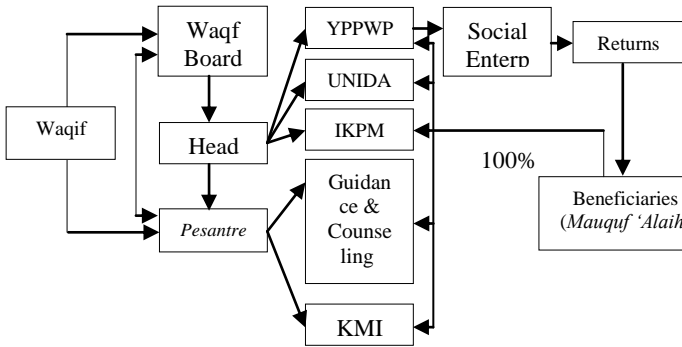 Waqf
Board
YPPWP
Social
Enterp
Returns
UNIDA
Waqif
Head
IKPM
100%
Guidan
ce &
Counse
ling
Beneficiaries
(Mauquf ‘Alaih
Pesantre
KMI